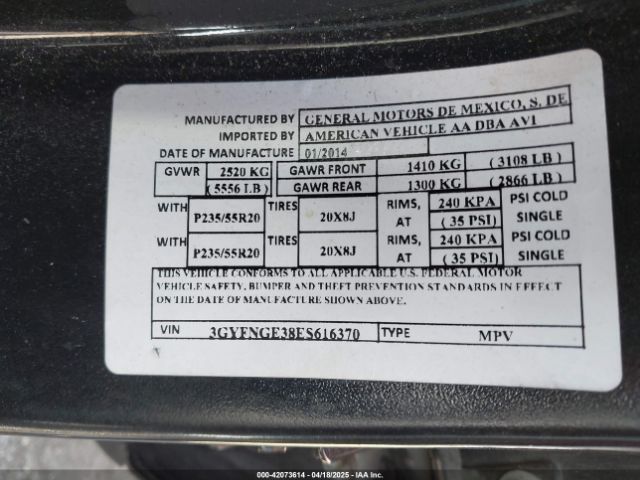 MANUFACTURED BY GENERAL MOTORS DE MEXICO, S. DE
IMPORTED BY AMERICAN VEHICLE AA DBA AVI
DATE OF MANUFACTURE 01/2014
GVWR 2520 KG GAWR FRONT 1410 KG ( 3108 LB )
( 5556 LB ) GAWR REAR 1300 KG ( 2866 LB )
WITH P235/55R20 TIRES 20X8J RIMS, AT 240 KPA PSI COLD
( 35 PSI) SINGLE
WITH P235/55R20 TIRES 20X8J RIMS, AT 240 KPA PSI COLD
( 35 PSI) SINGLE
THIS VEHICLE CONFORMS TO ALL APPLICABLE U.S. FEDERAL MOTOR
VEHICLE SAFETY, BUMPER AND THEFT PREVENTION STANDARDS IN EFFECT
ON THE DATE OF MANUFACTURE SHOWN ABOVE.
VIN 3GYFNGE38ES616370 TYPE MPV
000-42073614 - 04/18/2025 - IAA Inc.